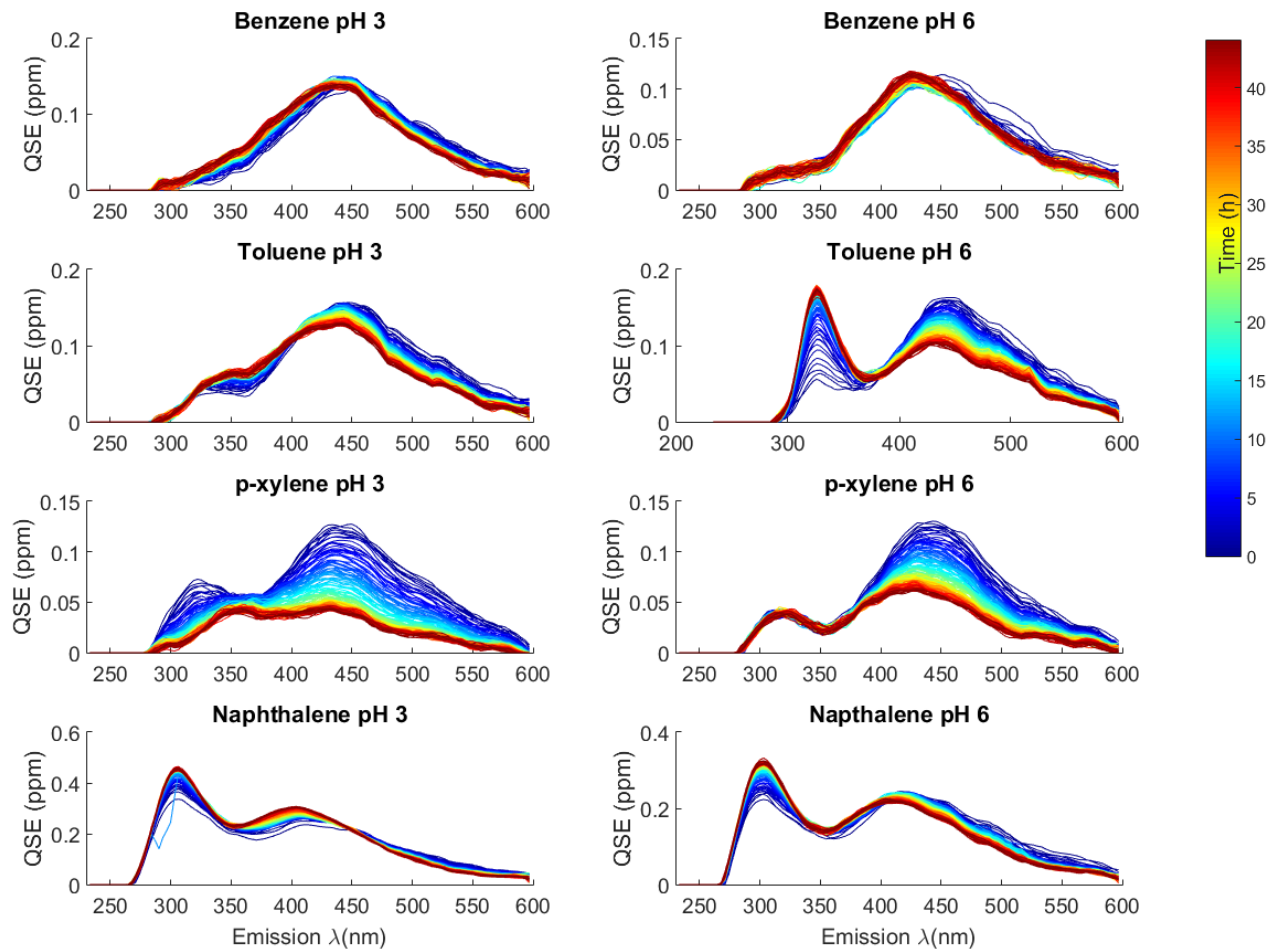 Benzene pH 3
QSE (ppm)
0.2
0.1
0
250 300 350 400 450 500 550 600
Benzene pH 6
QSE (ppm)
0.15
0.1
0.05
0
250 300 350 400 450 500 550 600
Toluene pH 3
QSE (ppm)
0.2
0.1
0
250 300 350 400 450 500 550 600
Toluene pH 6
QSE (ppm)
0.2
0.1
0
200 300 400 500 600
p-xylene pH 3
QSE (ppm)
0.15
0.1
0.05
0
250 300 350 400 450 500 550 600
p-xylene pH 6
QSE (ppm)
0.15
0.1
0.05
0
250 300 350 400 450 500 550 600
Naphthalene pH 3
QSE (ppm)
0.6
0.4
0.2
0
250 300 350 400 450 500 550 600
Emission λ(nm)
Napthalene pH 6
QSE (ppm)
0.4
0.2
0
250 300 350 400 450 500 550 600
Emission λ(nm)
Time (h)
40
35
30
25
20
15
10
5
0